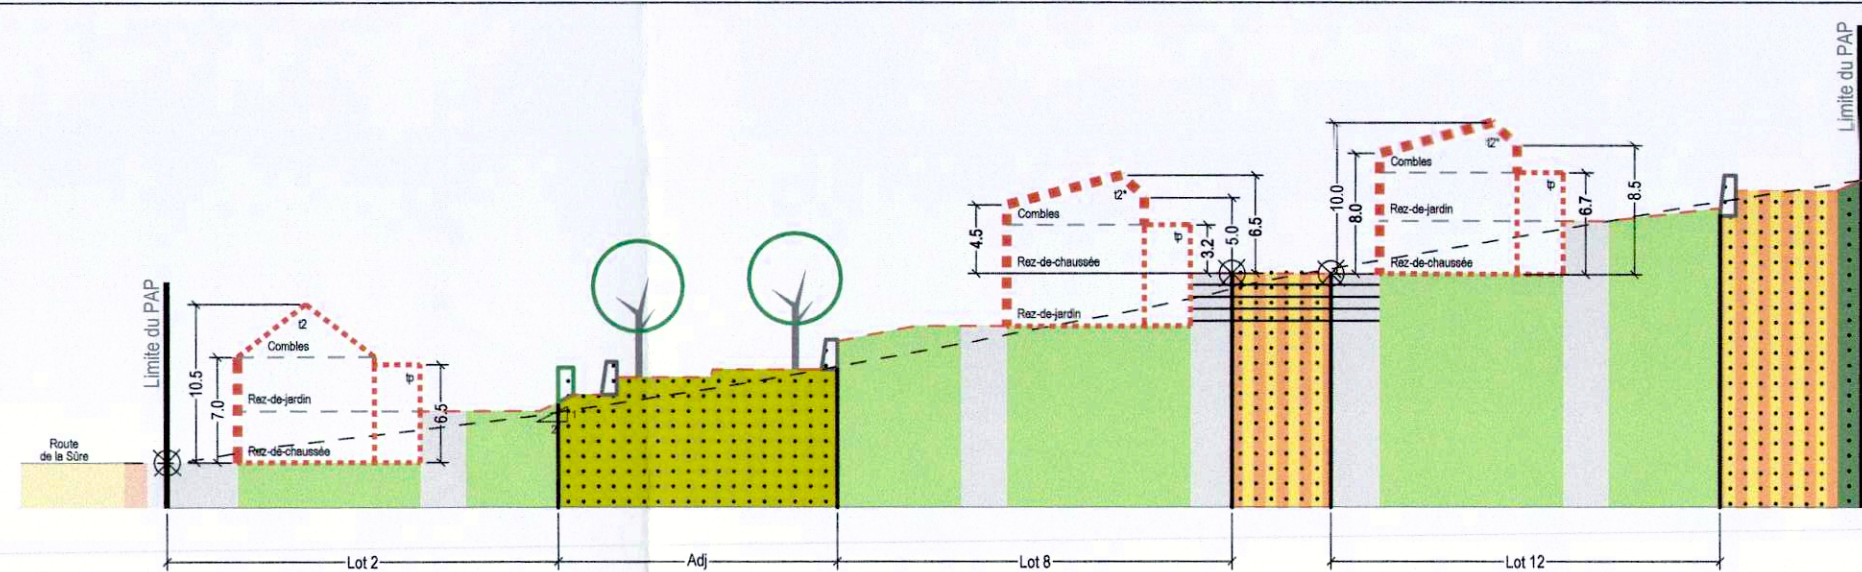 Limite du PAP
Route
de la Sûre
10.5
7.0
t2
Combles
Rez-de-jardin
Rez-de-chaussée
tp
6.5
2
1
4.5
Combles
t2*
Rez-de-chaussée
Rez-de-jardin
3.2
5.0
6.5
10.0
8.0
Combles
t2*
Rez-de-jardin
Rez-de-chaussée
6.7
8.5
Limite du PAP
Lot 2
Adj
Lot 8
Lot 12